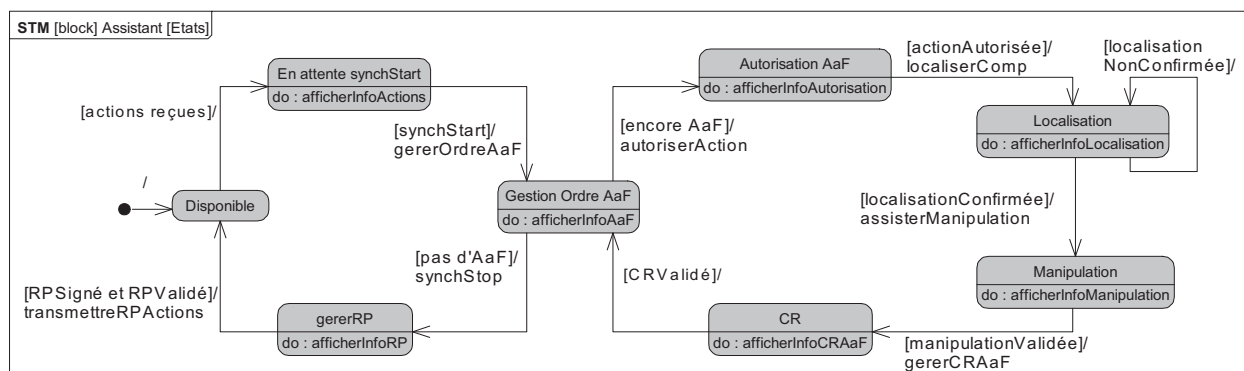 STM [block] Assistant [Etats]
En attente synchStart
do : afficherInfoActions
[actions reçues]/
/
Disponible
[synchStart]/
gererOrdreAaF
Gestion Ordre AaF
do : afficherInfoAaF
[encore AaF]/
autoriserAction
Autorisation AaF
do : afficherInfoAutorisation
[actionAutorisée]/
localiserComp
[localisation
NonConfirmée]/
Localisation
do : afficherInfoLocalisation
[localisationConfirmée]/
assisterManipulation
Manipulation
do : afficherInfoManipulation
[manipulationValidée]/
gererCRAaF
CR
do : afficherInfoCRAaF
[CRValidé]/
[pas d'AaF]/
synchStop
gererRP
do : afficherInfoRP
[RPSigné et RPValidé]/
transmettreRPActions